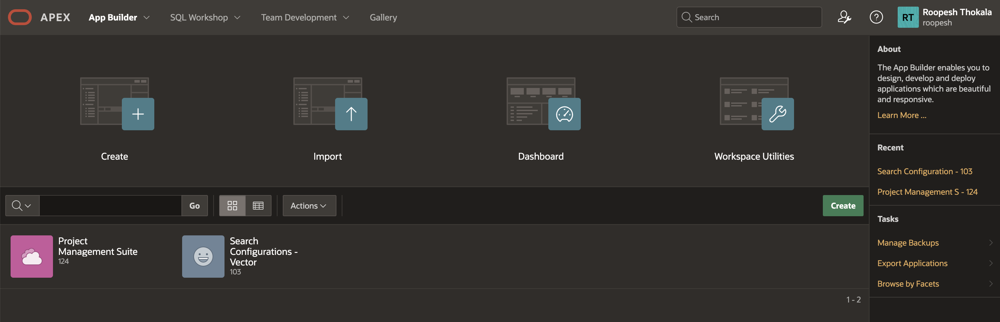 APEX
App Builder
SQL Workshop
Team Development
Gallery
Search
RT
Roopesh Thokala
roopesh
Create
Import
Dashboard
Workspace Utilities
Go
Actions
Create
Project
Management Suite
124
Search
Configurations -
Vector
103
1 - 2
About
The App Builder enables you to
design, develop and deploy
applications which are beautiful
and responsive.
Learn More ...
Recent
Search Configuration - 103
Project Management S - 124
Tasks
Manage Backups
Export Applications
Browse by Facets